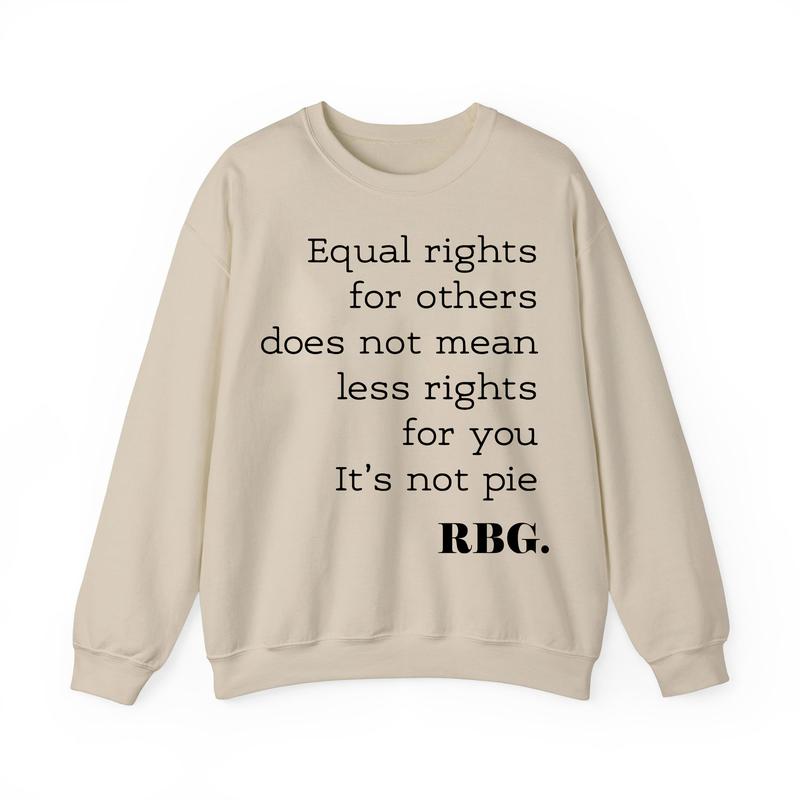 Equal rights
for others
does not mean
less rights
for you
It's not pie
RBG.